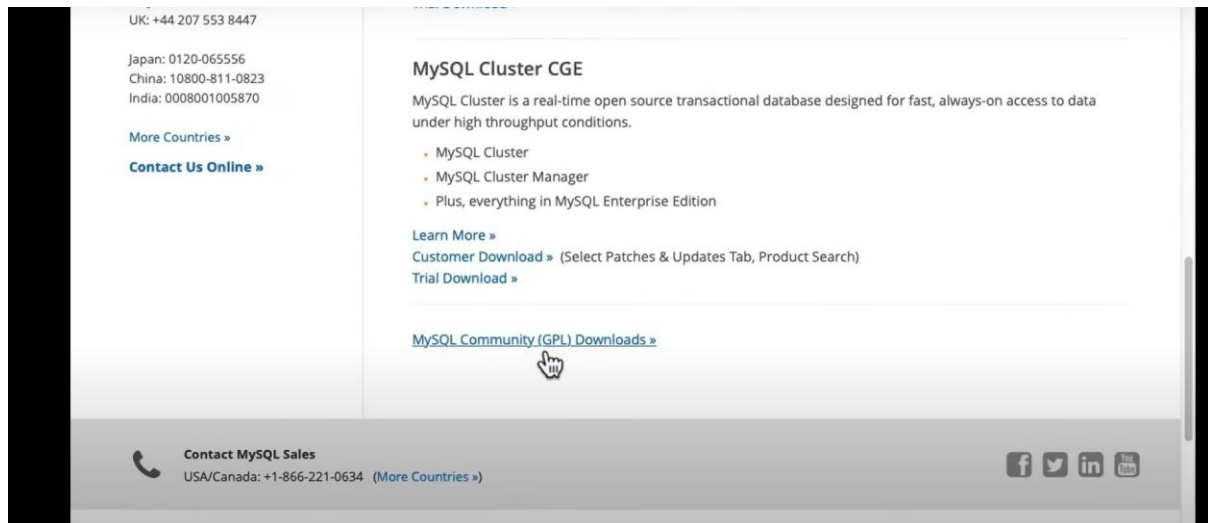 UK: +44 207 553 8447
Japan: 0120-065556
China: 10800-811-0823
India: 0008001005870
More Countries »
Contact Us Online »
MySQL Cluster CGE
MySQL Cluster is a real-time open source transactional database designed for fast, always-on access to data
under high throughput conditions.
• MySQL Cluster
• MySQL Cluster Manager
• Plus, everything in MySQL Enterprise Edition
Learn More »
Customer Download » (Select Patches & Updates Tab, Product Search)
Trial Download »
MySQL Community (GPL) Downloads »
Contact MySQL Sales
USA/Canada: +1-866-221-0634 (More Countries »)
You
Tube